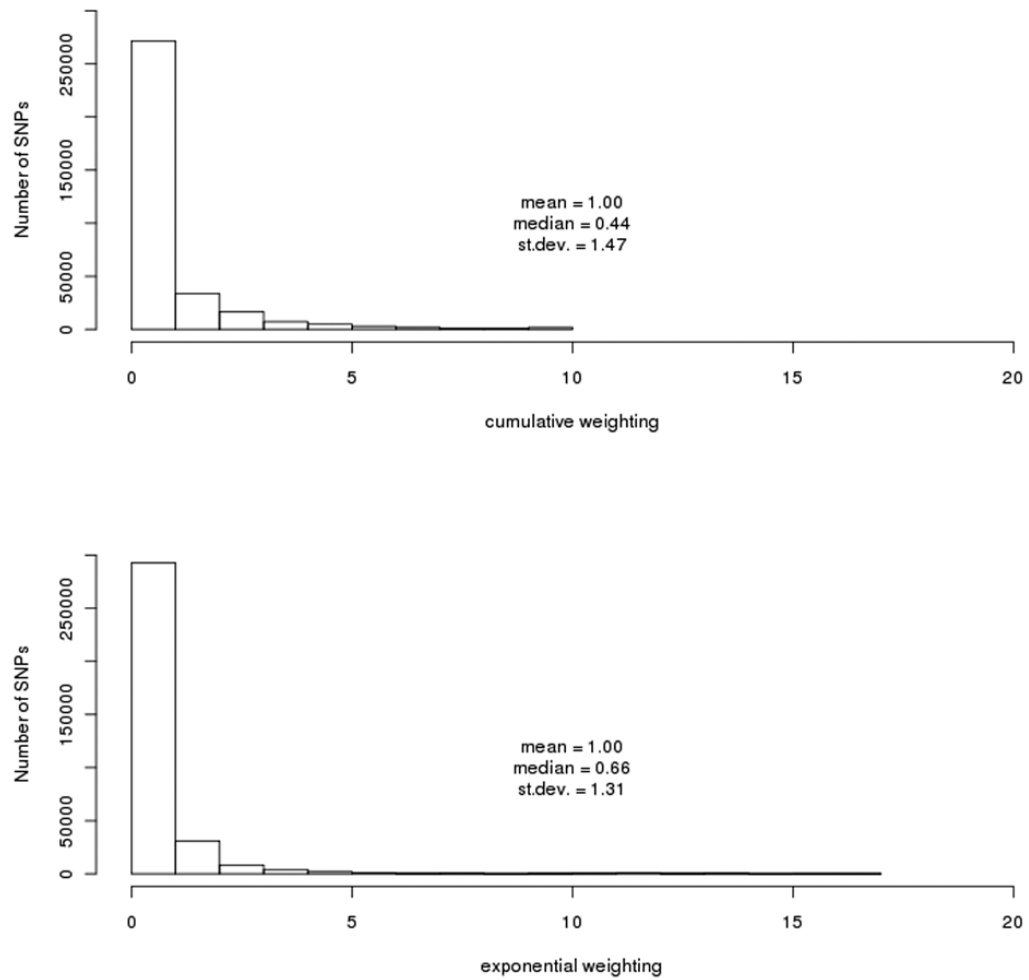 Number of SNPs
250000
150000
50000
0
mean = 1.00
median = 0.44
st.dev. = 1.47
0 5 10 15 20
cumulative weighting
Number of SNPs
250000
150000
50000
0
mean = 1.00
median = 0.66
st.dev. = 1.31
0 5 10 15 20
exponential weighting